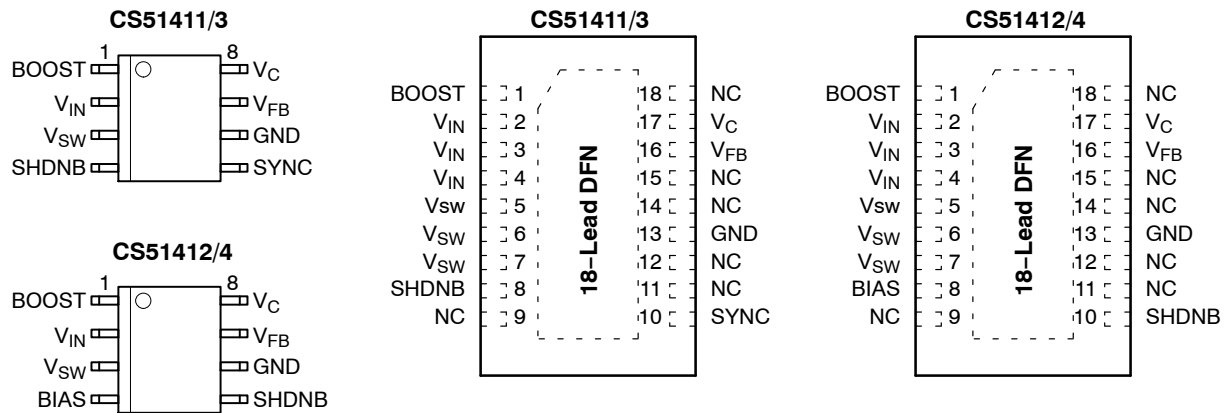 CS51411/3
1 8
BOOST VC
VIN VFB
VSW GND
SHDNB SYNC
CS51412/4
1 8
BOOST VC
VIN VFB
VSW GND
BIAS SHDNB
CS51411/3
BOOST 1 18 NC
VIN 2 17 VC
VIN 3 16 VFB
VIN 4 15 NC
Vsw 5 14 NC
VSW 6 13 GND
VSW 7 12 NC
SHDNB 8 11 NC
NC 9 10 SYNC
18−Lead DFN
CS51412/4
BOOST 1 18 NC
VIN 2 17 VC
VIN 3 16 VFB
VIN 4 15 NC
Vsw 5 14 NC
VSW 6 13 GND
VSW 7 12 NC
BIAS 8 11 NC
NC 9 10 SHDNB
18−Lead DFN